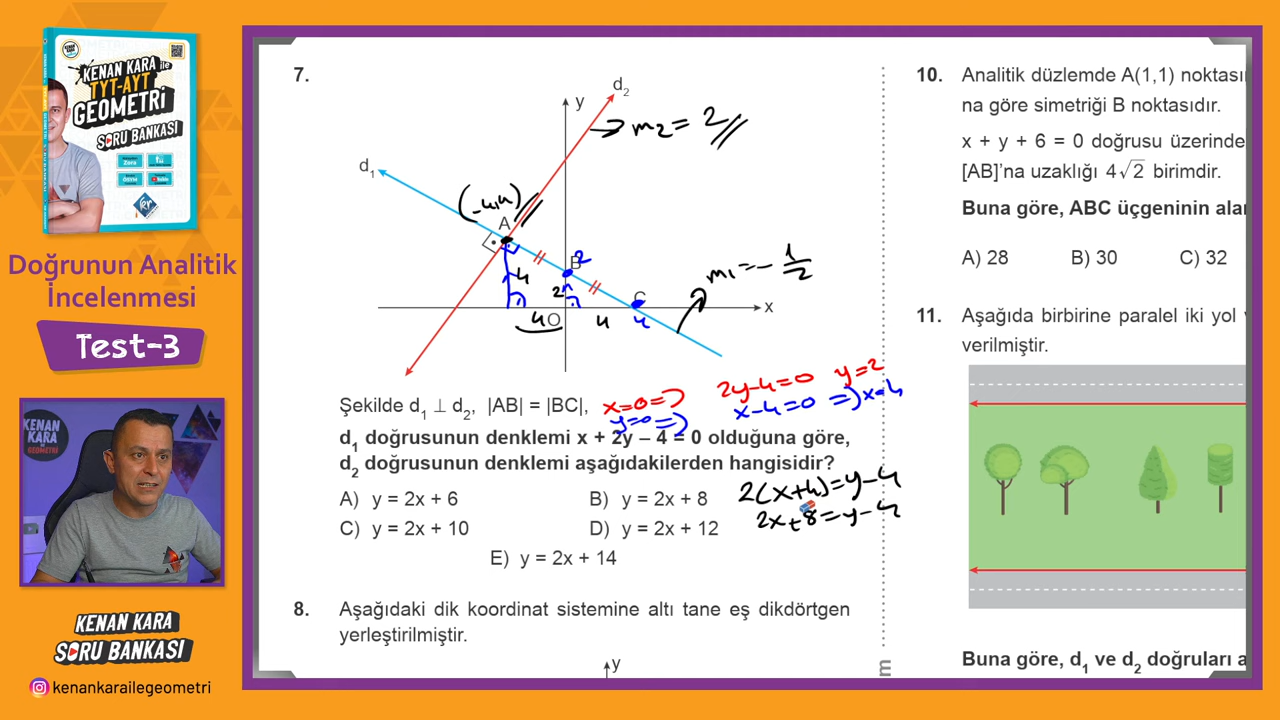 KENAN KARA ile
TYT-AYT
GEOMETRİ
SORU BANKASI
Doğrunun Analitik
İncelenmesi
Test-3
KENAN
KARA
KENAN KARA
SORU BANKASI
kenankarailegeometri
7.
d1
d2
y
x
A
B
C
O
(-4,4)
m2 = 2
m1 = - 1/2
4
2
2
4
4
4
Şekilde d1 ⊥ d2, |AB| = |BC|,
x=0 => 2y-4=0 y=2
y=0 => x-4=0 => x=4
d1 doğrusunun denklemi x + 2y – 4 = 0 olduğuna göre,
d2 doğrusunun denklemi aşağıdakilerden hangisidir?
A) y = 2x + 6 B) y = 2x + 8
C) y = 2x + 10 D) y = 2x + 12
E) y = 2x + 14
2(x+4)=y-4
2x+8=y-4
8. Aşağıdaki dik koordinat sistemine altı tane eş dikdörtgen
yerleştirilmiştir.
y
10. Analitik düzlemde A(1,1) noktası
na göre simetriği B noktasıdır.
x + y + 6 = 0 doğrusu üzerinde
[AB]’na uzaklığı 4√2 birimdir.
Buna göre, ABC üçgeninin alan
A) 28 B) 30 C) 32
11. Aşağıda birbirine paralel iki yol v
verilmiştir.
Buna göre, d1 ve d2 doğruları a